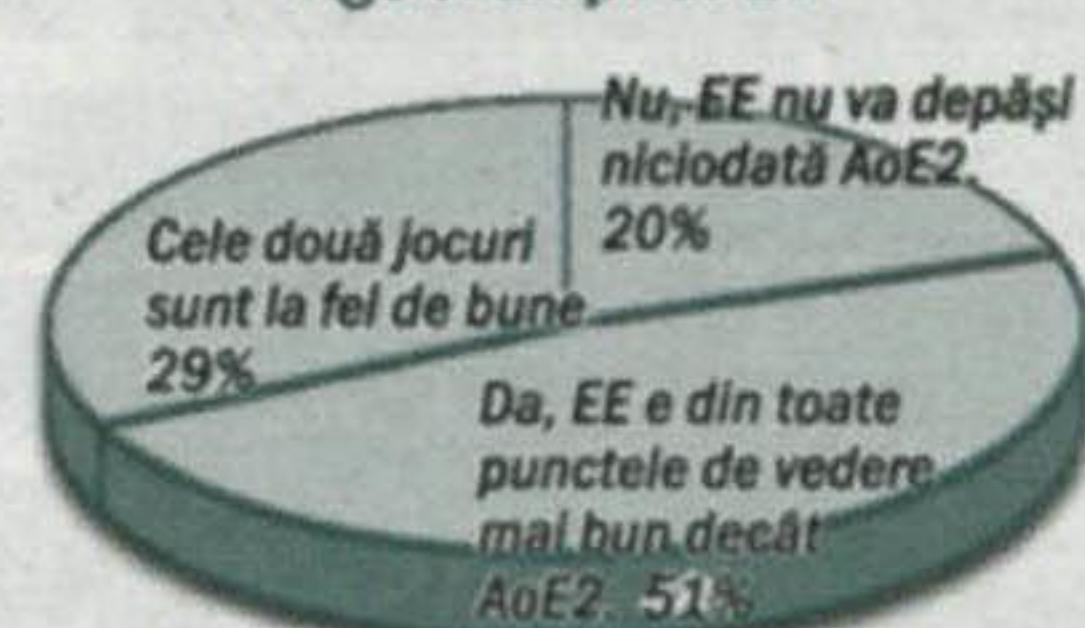 Nu, EE nu va depăşi
niciodată AoE2.
20%
Cele două jocuri
sunt la fel de bune
29%
Da, EE e din toate
punctele de vedere
mai bun decât
AoE2. 51%